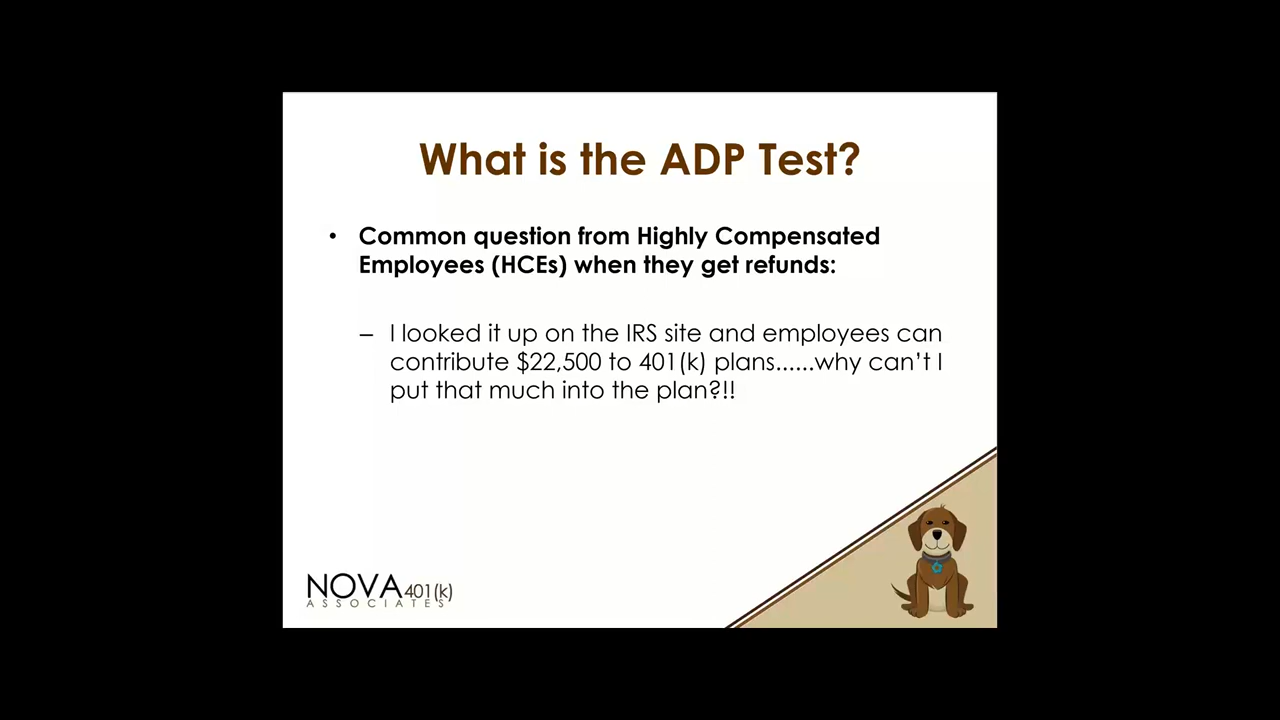 What is the ADP Test?
• Common question from Highly Compensated
Employees (HCEs) when they get refunds:
– I looked it up on the IRS site and employees can
contribute $22,500 to 401(k) plans......why can't I
put that much into the plan?!!
NOVA 401(k)
ASSOCIATES